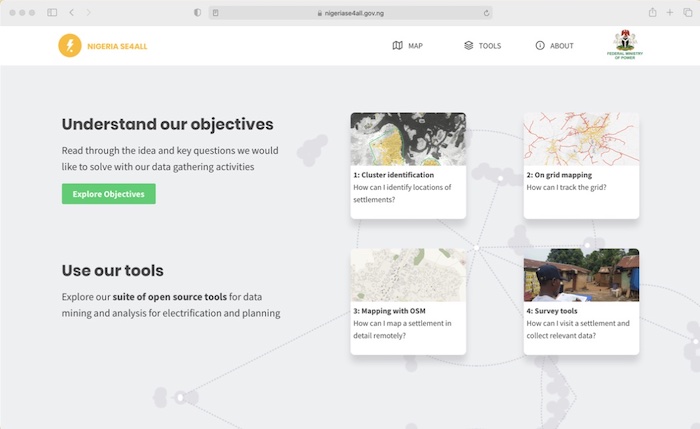 nigeriase4all.gov.ng
NIGERIA SE4ALL
MAP
TOOLS
ABOUT
FEDERAL MINISTRY
OF POWER
Understand our objectives
Read through the idea and key questions we would
like to solve with our data gathering activities
Explore Objectives
1: Cluster identification
How can I identify locations of
settlements?
2: On grid mapping
How can I track the grid?
Use our tools
Explore our suite of open source tools for data
mining and analysis for electrification and planning
3: Mapping with OSM
How can I map a settlement in
detail remotely?
4: Survey tools
How can I visit a settlement and
collect relevant data?